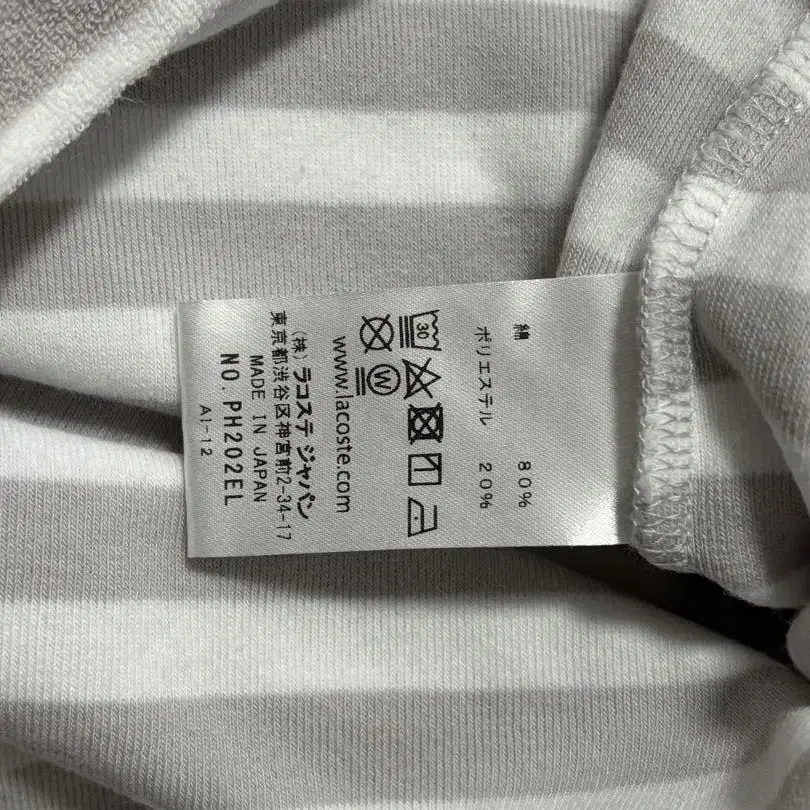 綿 80%
ポリエステル 20%
30
W
www.lacoste.com
(株) ラコステ ジャパン
東京都渋谷区神宮前2-34-17
MADE IN JAPAN
NO. PH202EL
AI-12